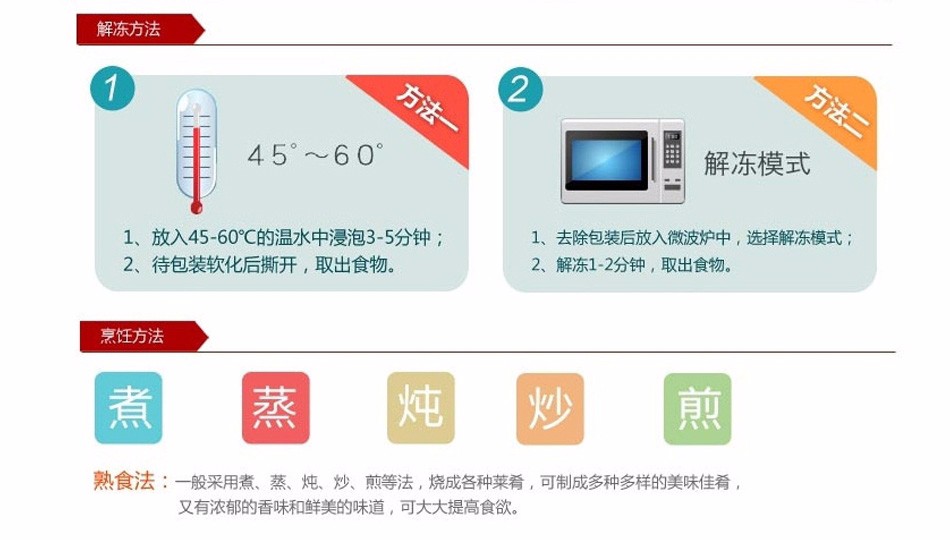 解冻方法
1
方法一
45°～60°
1、放入45-60℃的温水中浸泡3-5分钟；
2、待包装软化后撕开，取出食物。
2
方法二
解冻模式
1、去除包装后放入微波炉中，选择解冻模式；
2、解冻1-2分钟，取出食物。
烹饪方法
煮 蒸 炖 炒 煎
熟食法：一般采用煮、蒸、炖、炒、煎等法，烧成各种莱肴，可制成多种多样的美味佳肴，
又有浓郁的香味和鲜美的味道，可大大提高食欲。